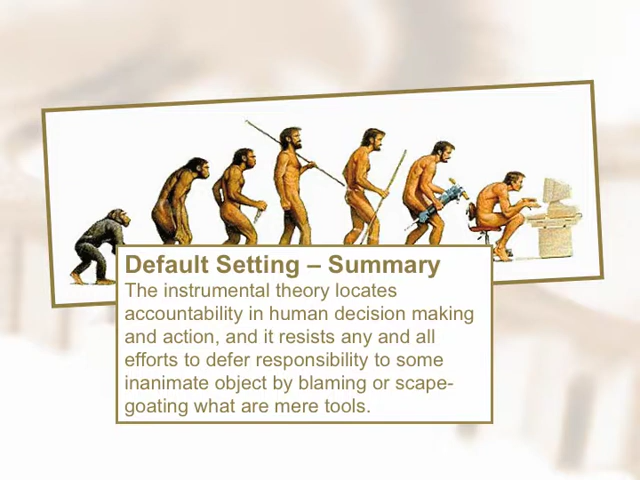 Default Setting – Summary
The instrumental theory locates
accountability in human decision making
and action, and it resists any and all
efforts to defer responsibility to some
inanimate object by blaming or scape-
goating what are mere tools.